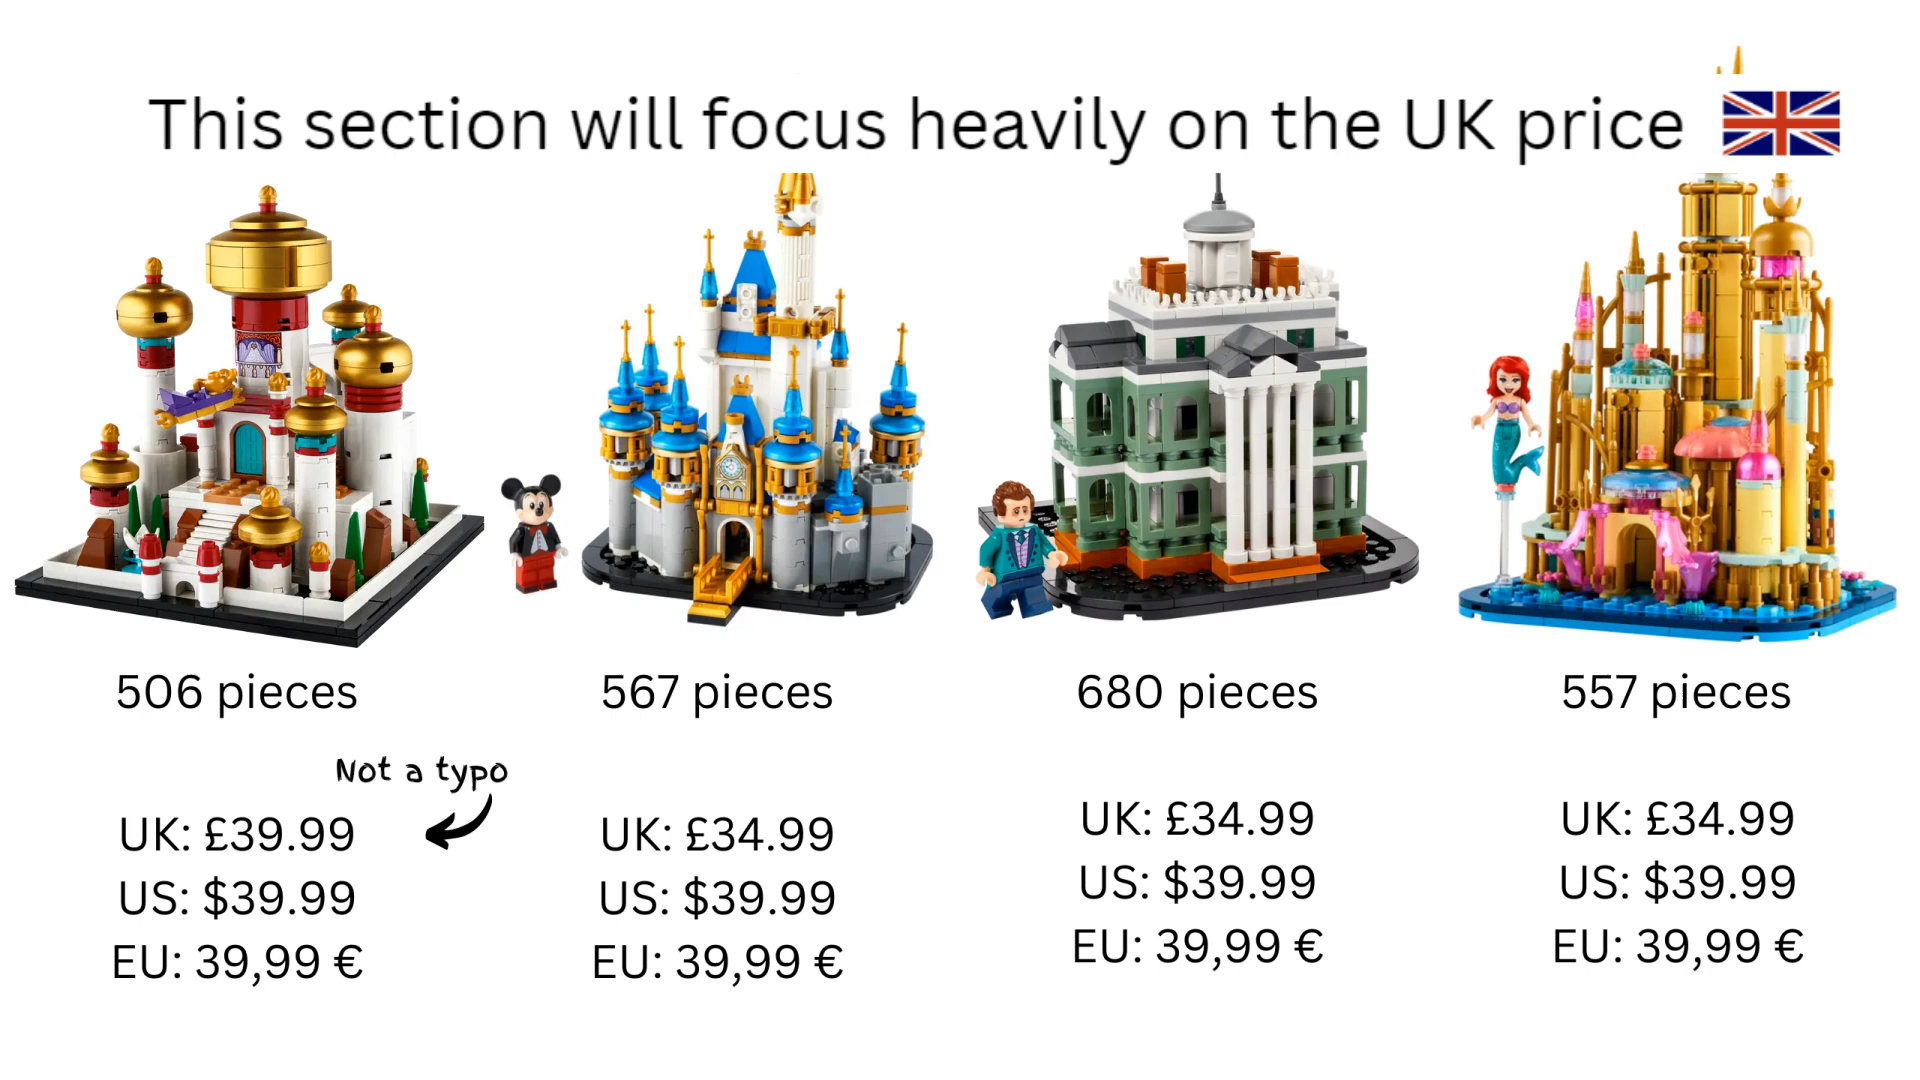 This section will focus heavily on the UK price
506 pieces
567 pieces
680 pieces
557 pieces
Not a typo
UK: £39.99
US: $39.99
EU: 39,99 €
UK: £34.99
US: $39.99
EU: 39,99 €
UK: £34.99
US: $39.99
EU: 39,99 €
UK: £34.99
US: $39.99
EU: 39,99 €